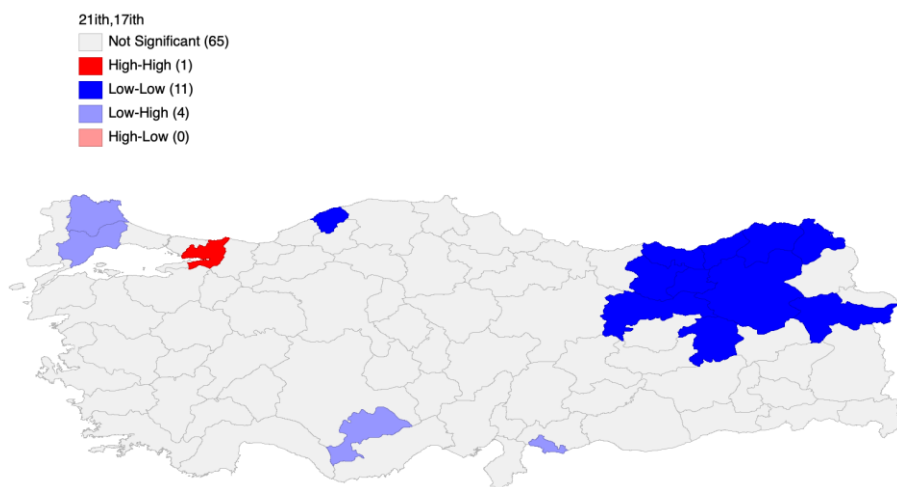 21ith,17ith
Not Significant (65)
High-High (1)
Low-Low (11)
Low-High (4)
High-Low (0)